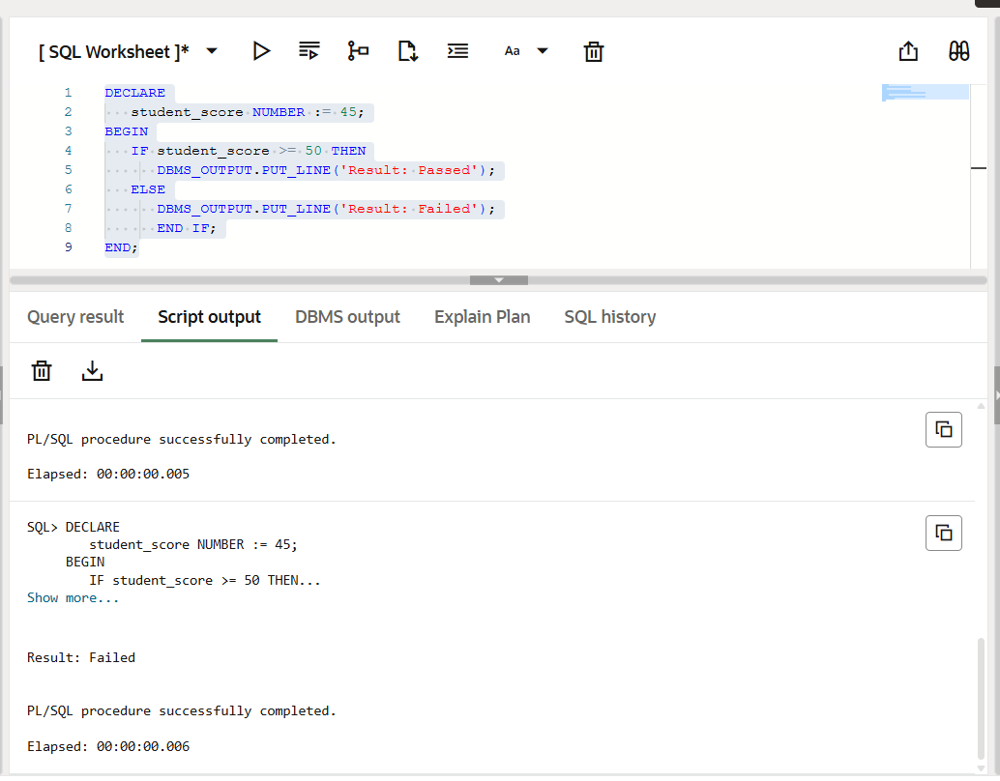 [ SQL Worksheet ]*
Aa
1 DECLARE
2 student_score NUMBER := 45;
3 BEGIN
4 IF student_score >= 50 THEN
5 DBMS_OUTPUT.PUT_LINE('Result: Passed');
6 ELSE
7 DBMS_OUTPUT.PUT_LINE('Result: Failed');
8 END IF;
9 END;
Query result Script output DBMS output Explain Plan SQL history
PL/SQL procedure successfully completed.
Elapsed: 00:00:00.005
SQL> DECLARE
student_score NUMBER := 45;
BEGIN
IF student_score >= 50 THEN...
Show more...
Result: Failed
PL/SQL procedure successfully completed.
Elapsed: 00:00:00.006